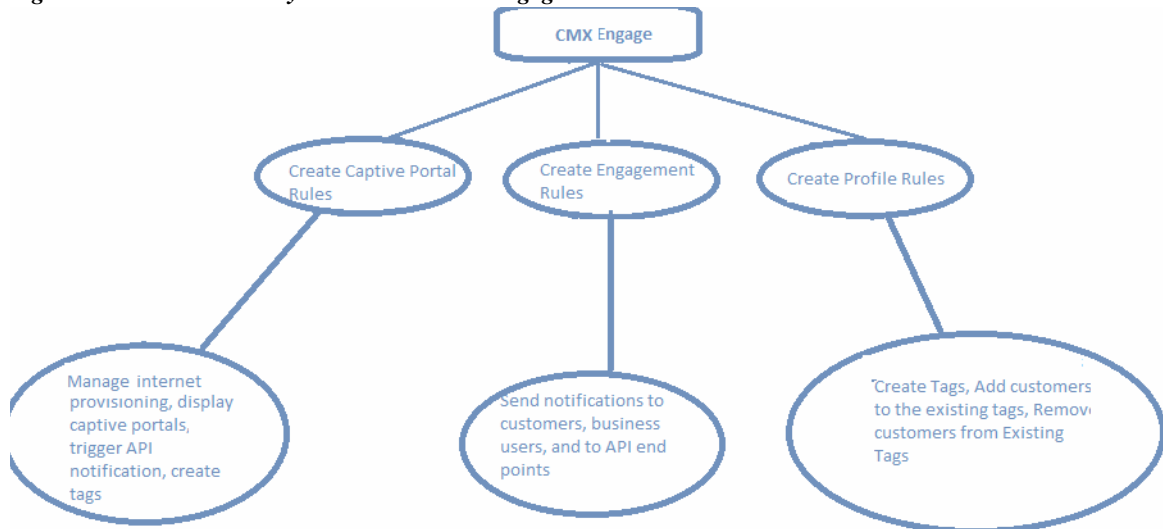 CMX Engage
Create Captive Portal
Rules
Create Engagement
Rules
Create Profile Rules
Manage internet
provisioning, display
captive portals,
trigger API
notification, create
tags
Send notifications to
customers, business
users, and to API end
points
Create Tags, Add customers
to the existing tags, Remove
customers from Existing
Tags